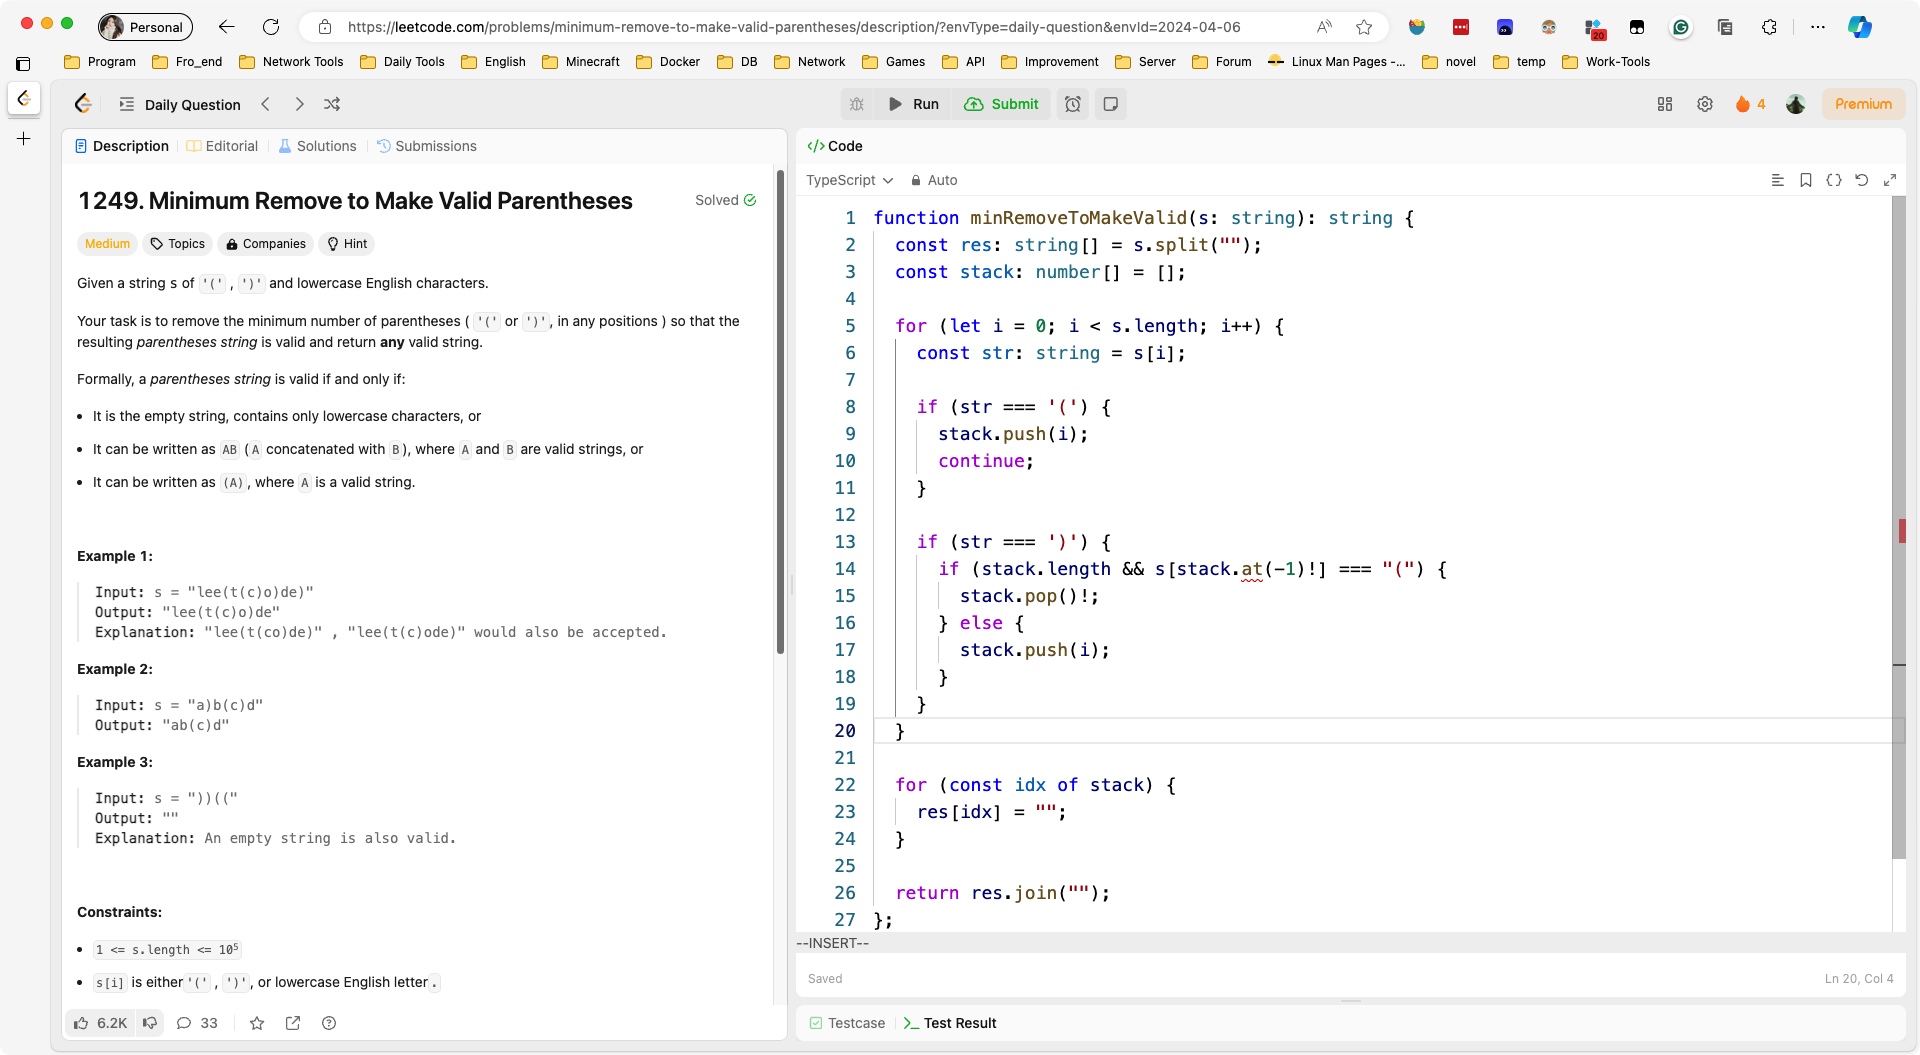 Personal
https://leetcode.com/problems/minimum-remove-to-make-valid-parentheses/description/?envType=daily-question&envId=2024-04-06
20
Program Fro_end Network Tools Daily Tools English Minecraft Docker DB Network Games API Improvement Server Forum Linux Man Pages -... novel temp Work-Tools
Daily Question Run Submit 4 Premium
Description Editorial Solutions Submissions
1249. Minimum Remove to Make Valid Parentheses Solved
Medium Topics Companies Hint
Given a string s of '(' , ')' and lowercase English characters.
Your task is to remove the minimum number of parentheses ( '(' or ')', in any positions ) so that the
resulting parentheses string is valid and return any valid string.
Formally, a parentheses string is valid if and only if:
• It is the empty string, contains only lowercase characters, or
• It can be written as AB (A concatenated with B), where A and B are valid strings, or
• It can be written as (A), where A is a valid string.
Example 1:
Input: s = "lee(t(c)o)de)"
Output: "lee(t(c)o)de"
Explanation: "lee(t(co)de)" , "lee(t(c)ode)" would also be accepted.
Example 2:
Input: s = "a)b(c)d"
Output: "ab(c)d"
Example 3:
Input: s = "))(("
Output: ""
Explanation: An empty string is also valid.
Constraints:
• 1 <= s.length <= 10⁵
• s[i] is either '(' , ')', or lowercase English letter.
6.2K 33
</> Code
TypeScript Auto
1 function minRemoveToMakeValid(s: string): string {
2 const res: string[] = s.split("");
3 const stack: number[] = [];
4
5 for (let i = 0; i < s.length; i++) {
6 const str: string = s[i];
7
8 if (str === '(') {
9 stack.push(i);
10 continue;
11 }
12
13 if (str === ')') {
14 if (stack.length && s[stack.at(-1)!] === "(") {
15 stack.pop()!;
16 } else {
17 stack.push(i);
18 }
19 }
20 }
21
22 for (const idx of stack) {
23 res[idx] = "";
24 }
25
26 return res.join("");
27 };
--INSERT--
Saved Ln 20, Col 4
Testcase Test Result